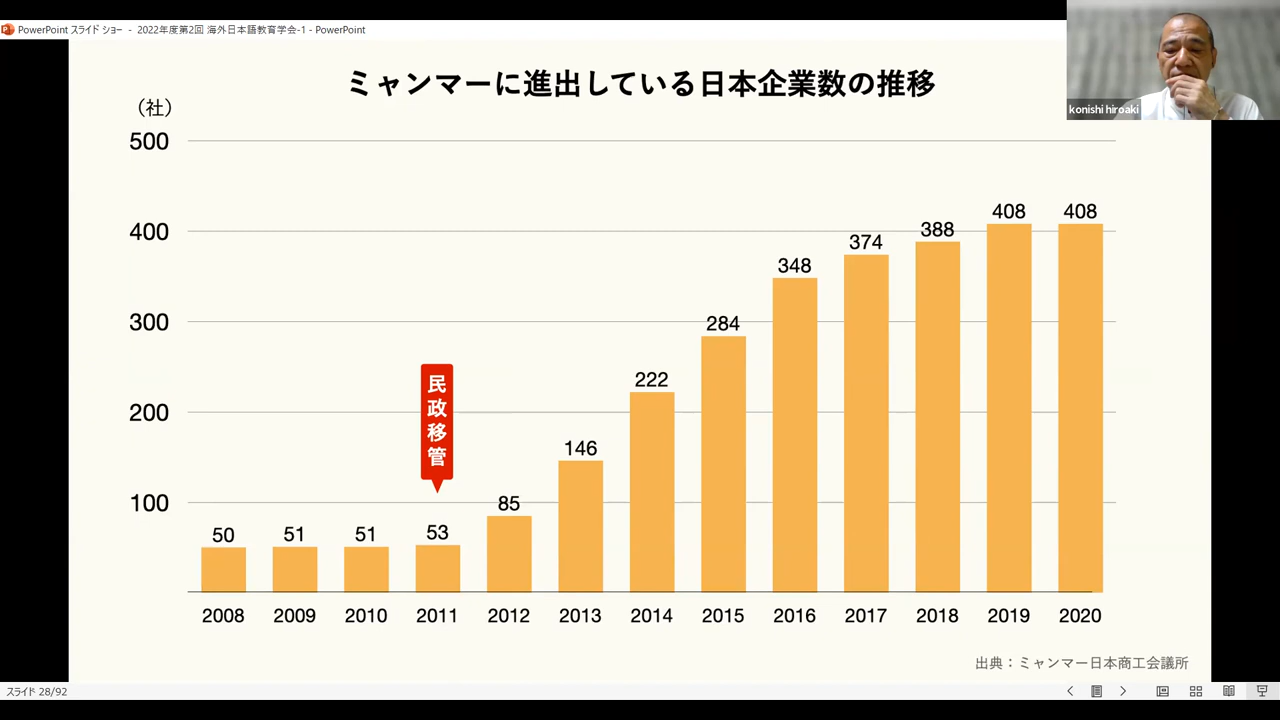 PowerPoint スライド ショー - 2022年度第2回 海外日本語教育学会-1 - PowerPoint
konishi hiroaki
ミャンマーに進出している日本企業数の推移
（社）
500
400
300
200
100
50
51
51
53
85
146
222
284
348
374
388
408
408
民政移管
2008 2009 2010 2011 2012 2013 2014 2015 2016 2017 2018 2019 2020
出典：ミャンマー日本商工会議所
スライド 28/92